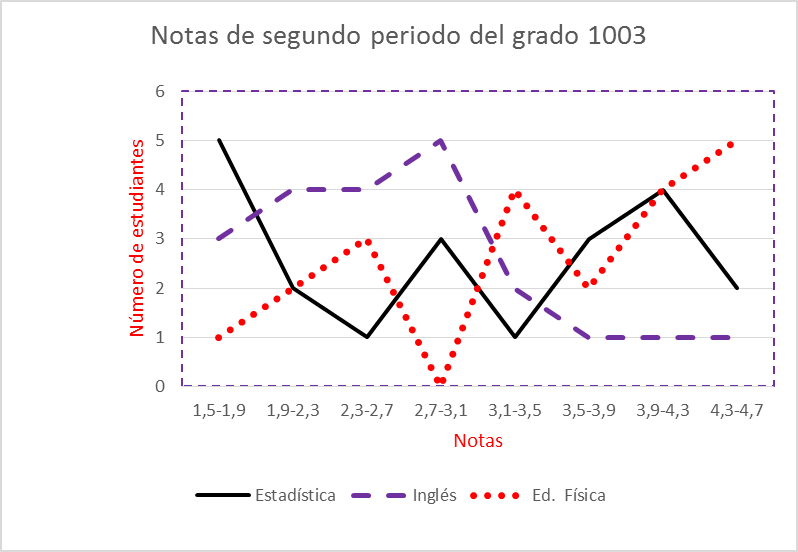 Notas de segundo periodo del grado 1003
Número de estudiantes
6
5
4
3
2
1
0
1,5-1,9 1,9-2,3 2,3-2,7 2,7-3,1 3,1-3,5 3,5-3,9 3,9-4,3 4,3-4,7
Notas
Estadística Inglés Ed. Física